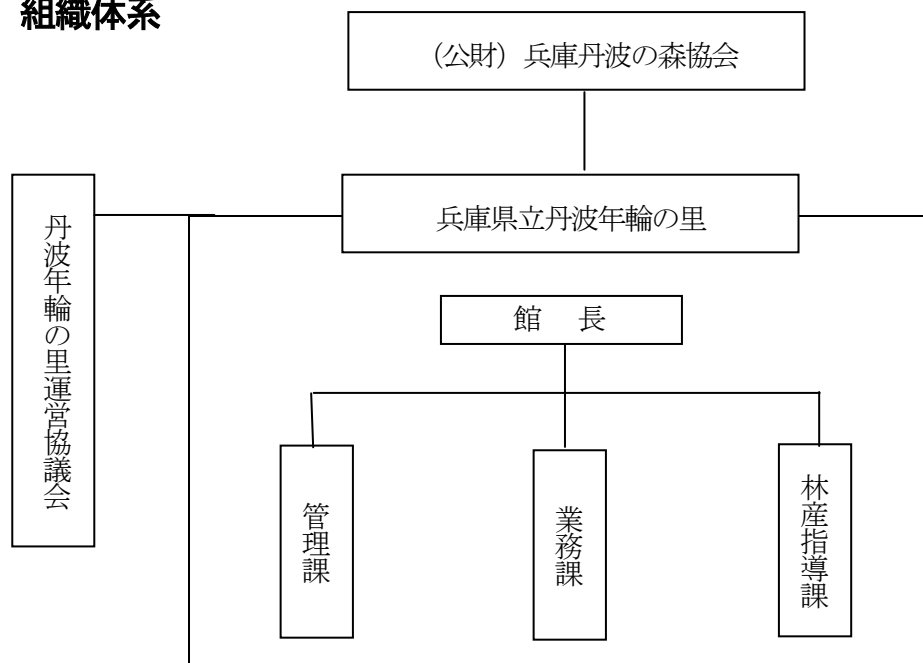 組織体系
（公財）兵庫丹波の森協会
兵庫県立丹波年輪の里
丹波年輪の里運営協議会
館　長
管理課
業務課
林産指導課